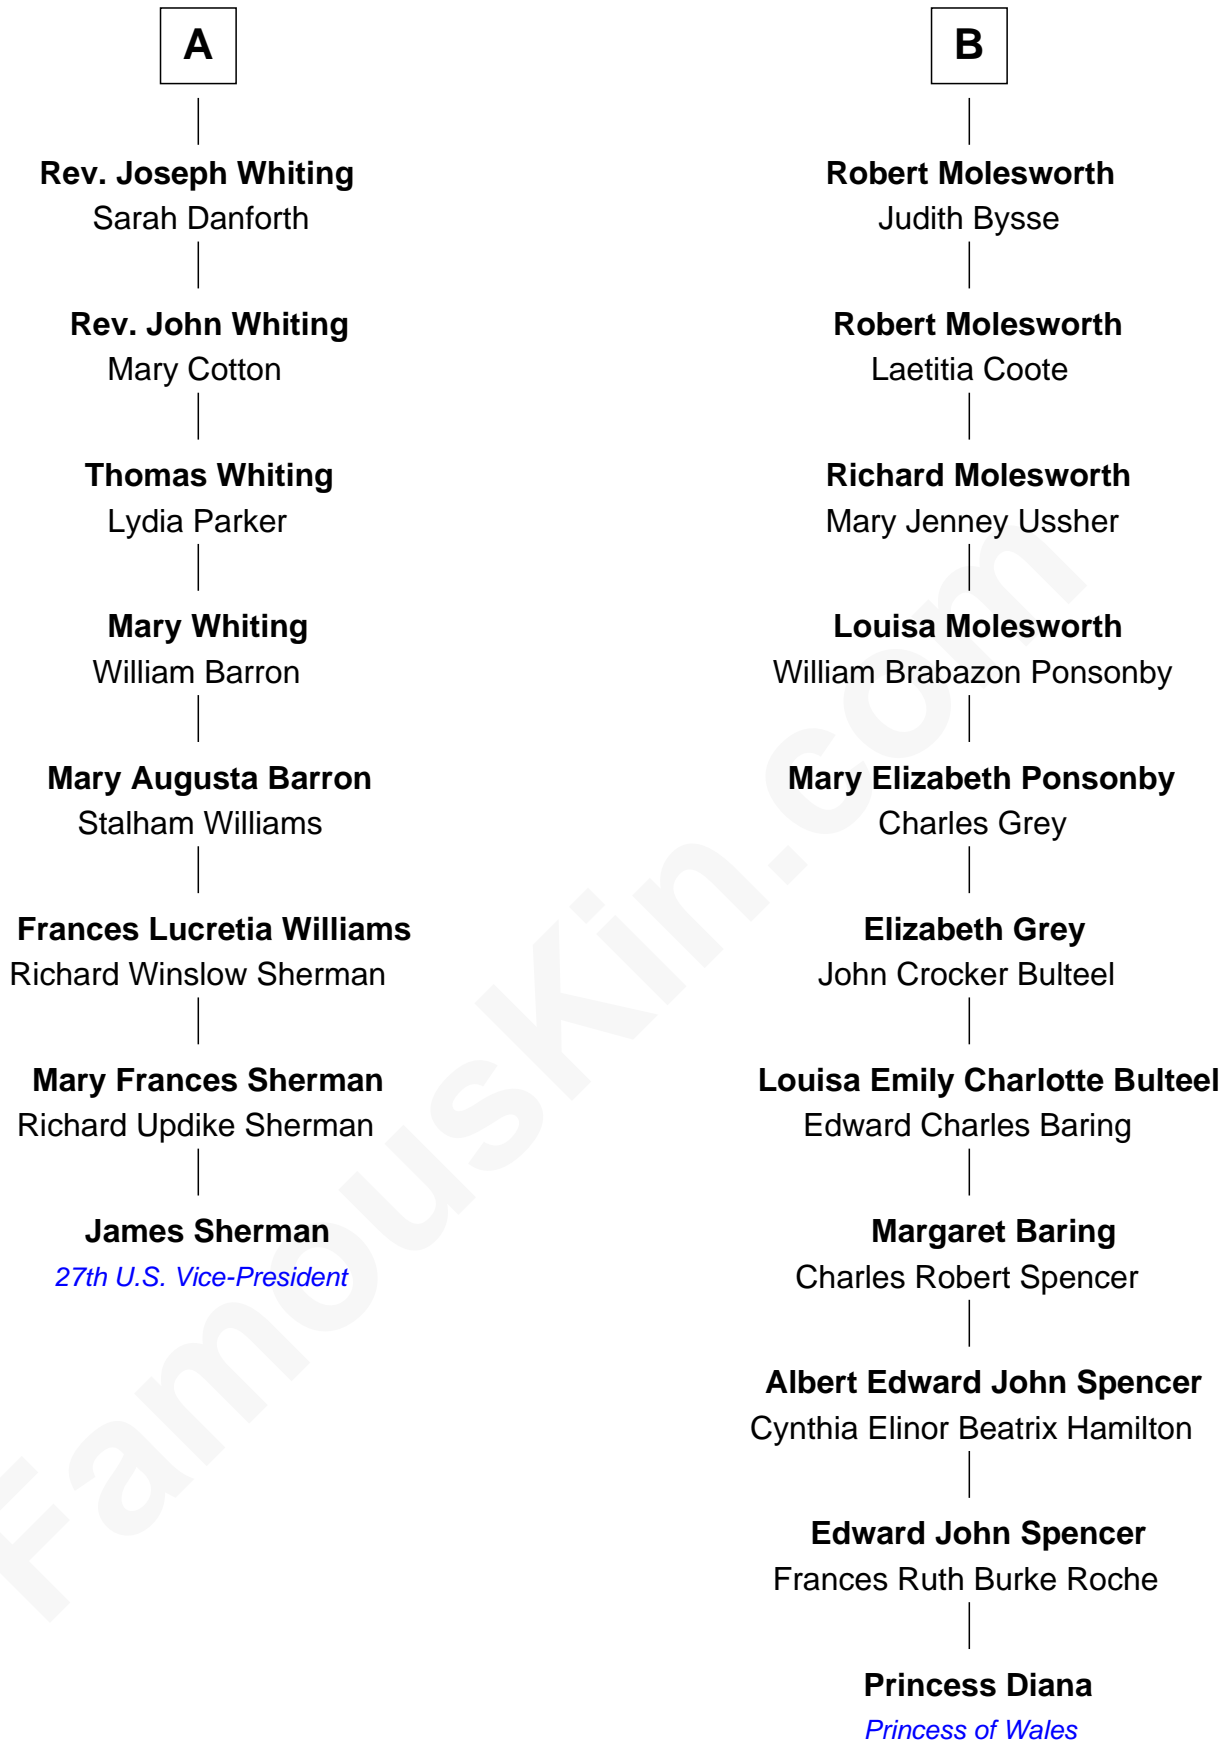 A
Rev. Joseph Whiting
Sarah Danforth
Rev. John Whiting
Mary Cotton
Thomas Whiting
Lydia Parker
Mary Whiting
William Barron
Mary Augusta Barron
Stalham Williams
Frances Lucretia Williams
Richard Winslow Sherman
Mary Frances Sherman
Richard Updike Sherman
James Sherman
27th U.S. Vice-President
B
Robert Molesworth
Judith Bysse
Robert Molesworth
Laetitia Coote
Richard Molesworth
Mary Jenney Ussher
Louisa Molesworth
William Brabazon Ponsonby
Mary Elizabeth Ponsonby
Charles Grey
Elizabeth Grey
John Crocker Bulteel
Louisa Emily Charlotte Bulteel
Edward Charles Baring
Margaret Baring
Charles Robert Spencer
Albert Edward John Spencer
Cynthia Elinor Beatrix Hamilton
Edward John Spencer
Frances Ruth Burke Roche
Princess Diana
Princess of Wales
FamousKin.com